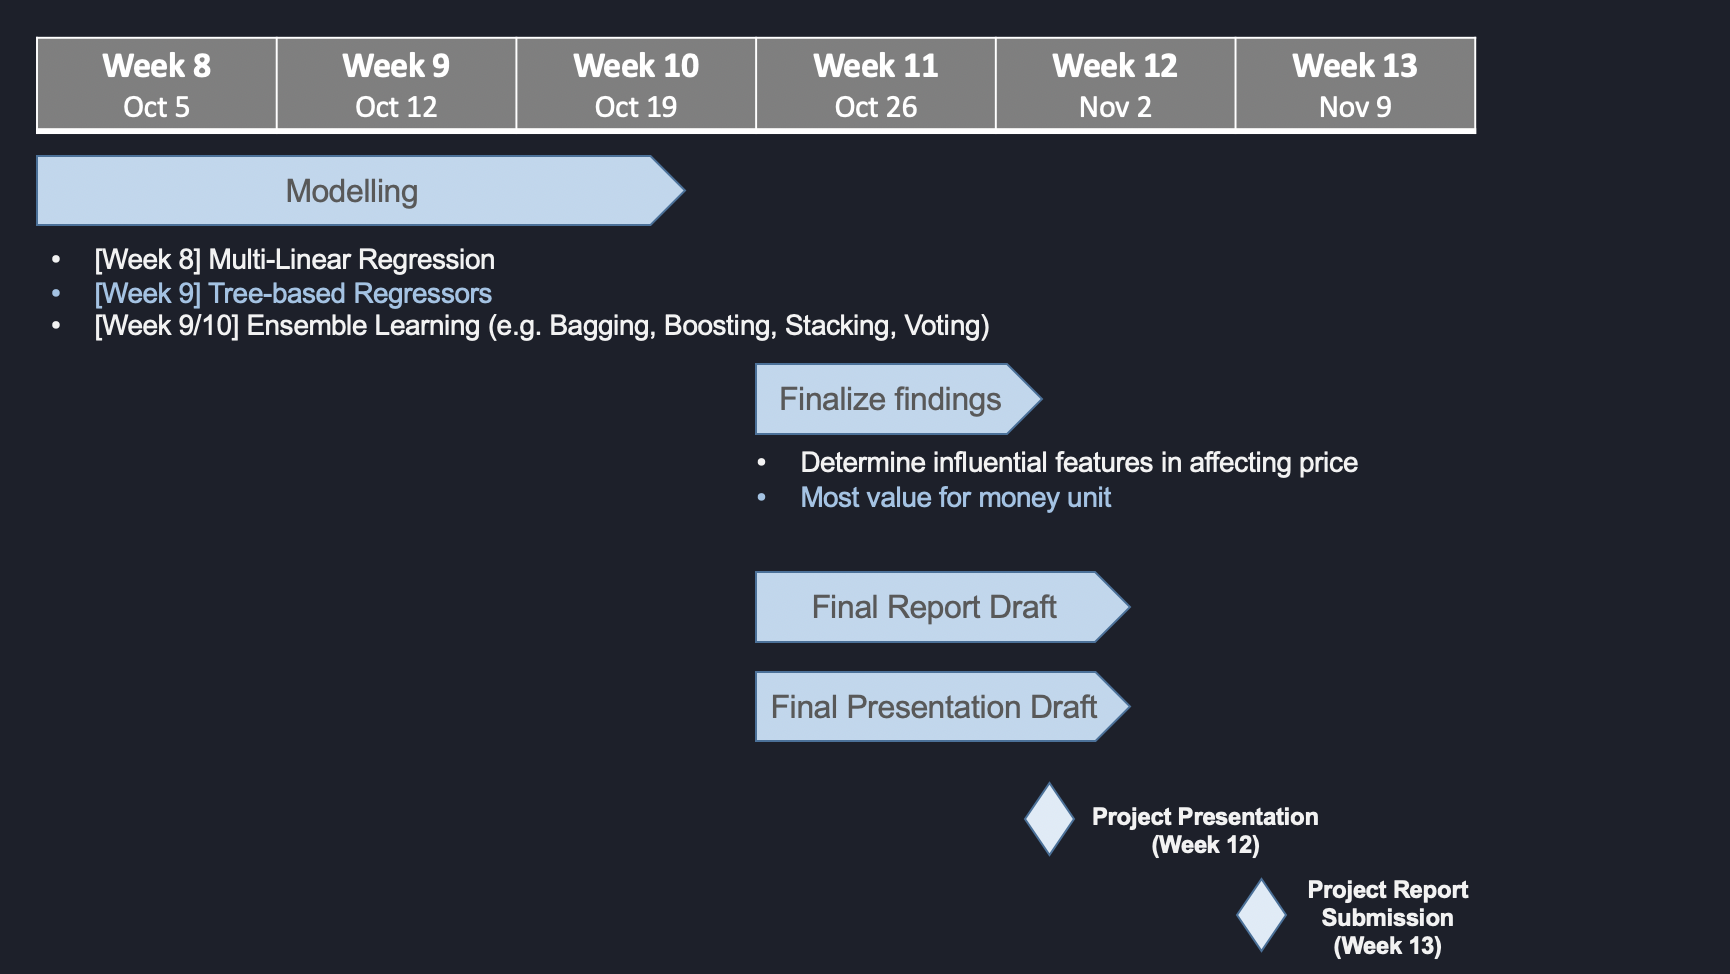 Week 8 Week 9 Week 10 Week 11 Week 12 Week 13
Oct 5 Oct 12 Oct 19 Oct 26 Nov 2 Nov 9
Modelling
• [Week 8] Multi-Linear Regression
• [Week 9] Tree-based Regressors
• [Week 9/10] Ensemble Learning (e.g. Bagging, Boosting, Stacking, Voting)
Finalize findings
• Determine influential features in affecting price
• Most value for money unit
Final Report Draft
Final Presentation Draft
Project Presentation
(Week 12)
Project Report
Submission
(Week 13)